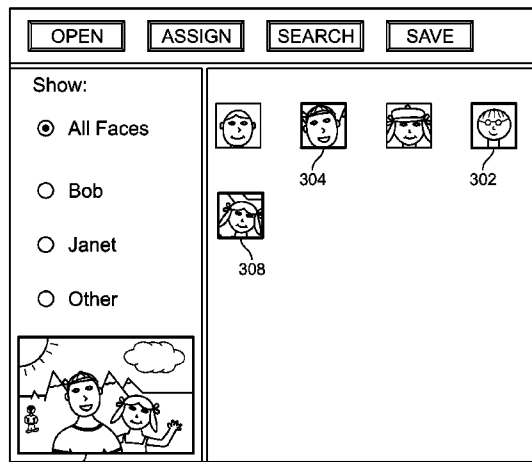 OPEN ASSIGN SEARCH SAVE
Show:
All Faces
Bob
Janet
Other
304 302
308